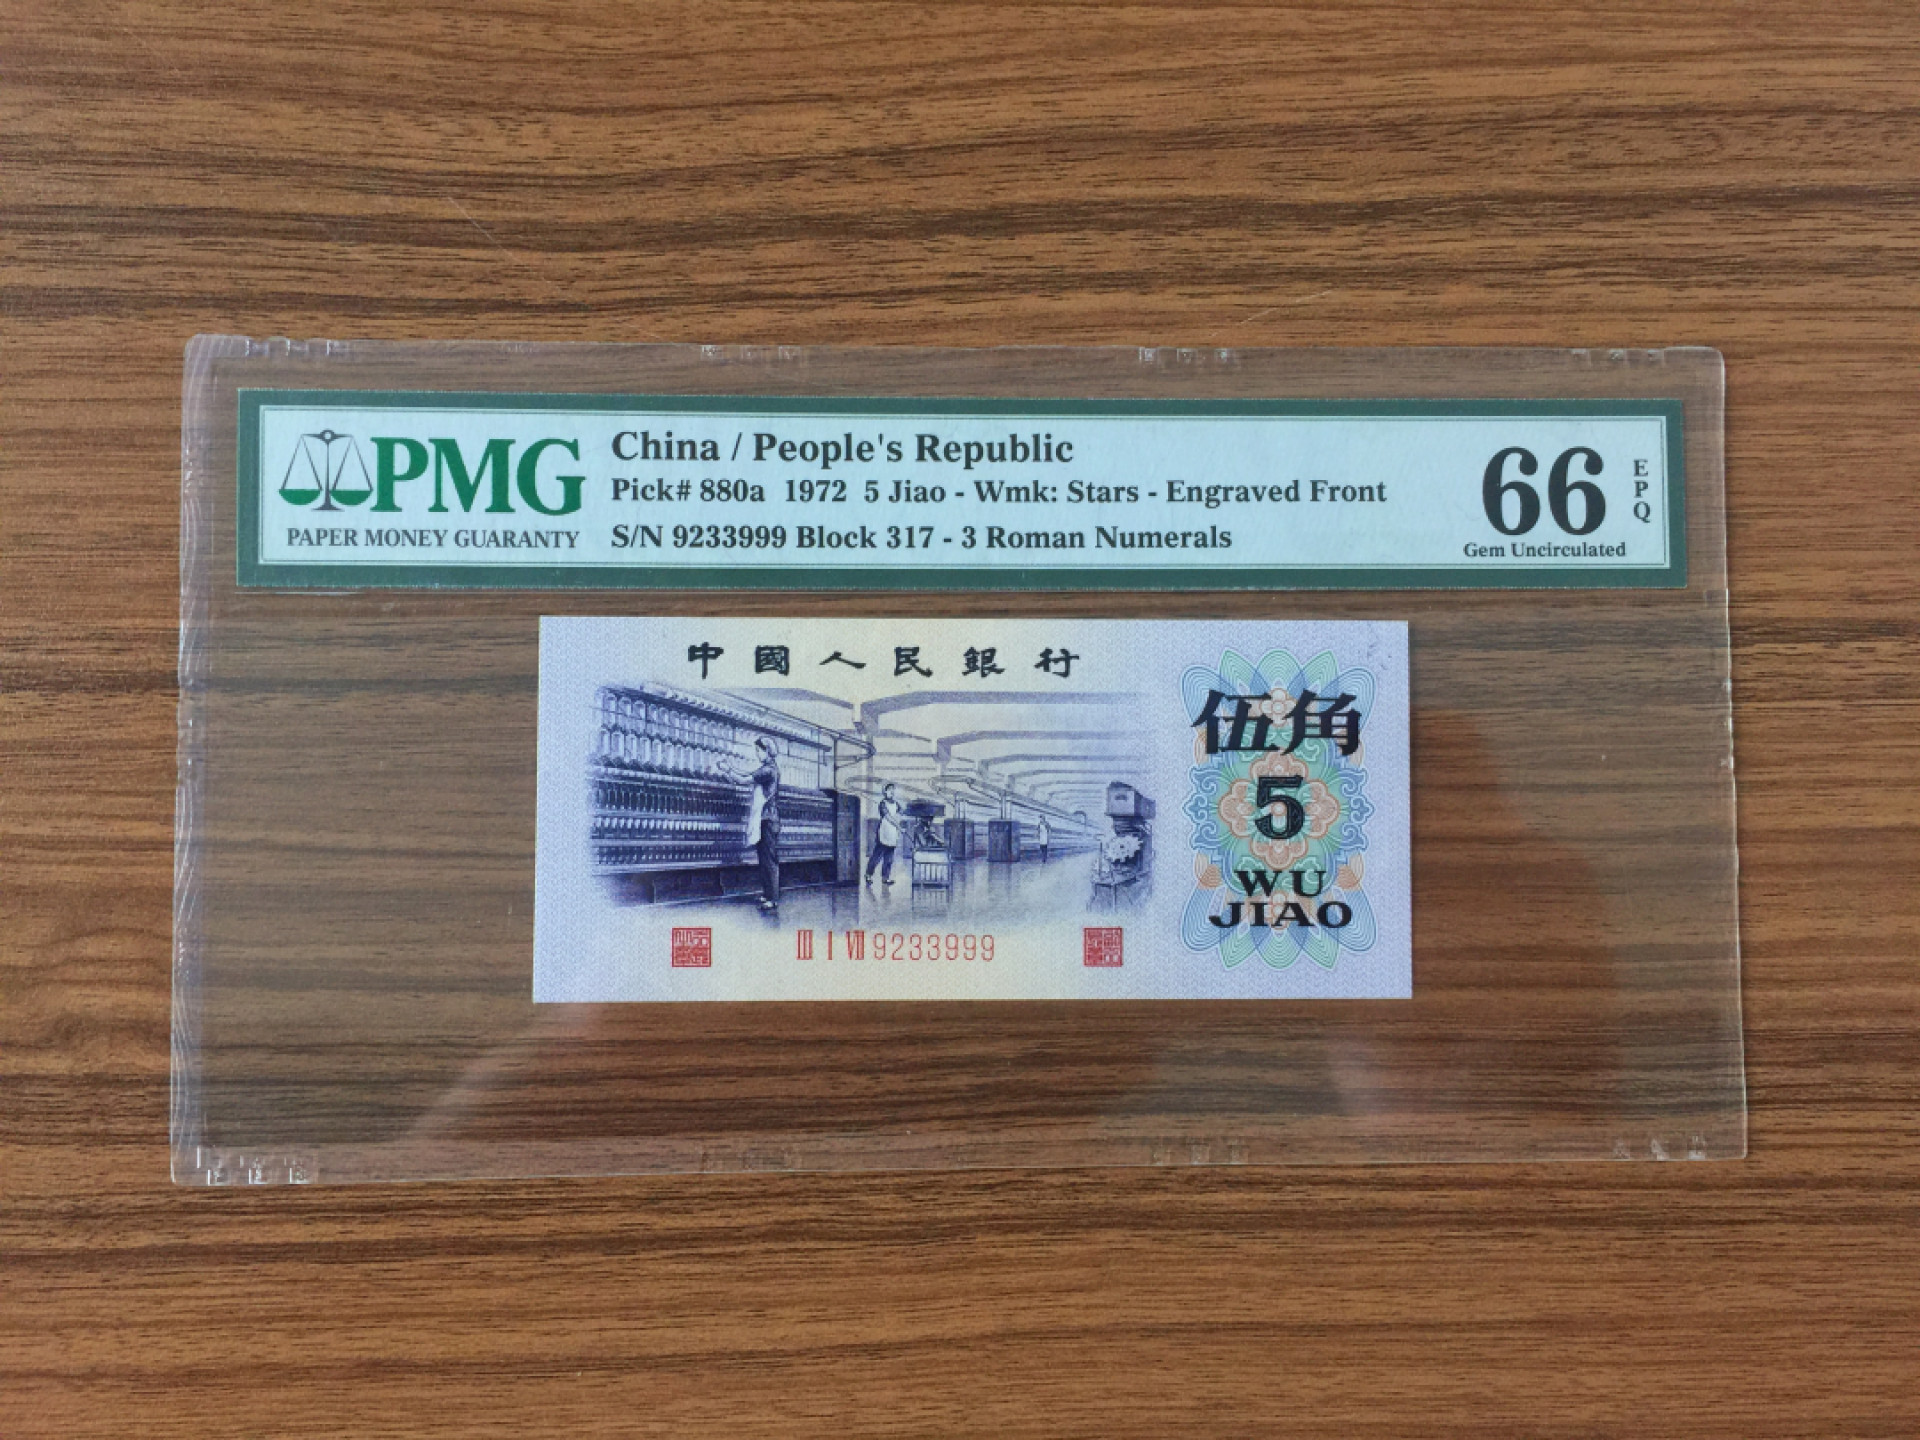 PMG
PAPER MONEY GUARANTY
China / People's Republic
Pick# 880a 1972 5 Jiao - Wmk: Stars - Engraved Front
S/N 9233999 Block 317 - 3 Roman Numerals
66
EPQ
Gem Uncirculated
中國人民銀行
伍角
5
WU
JIAO
III I VII 9233999